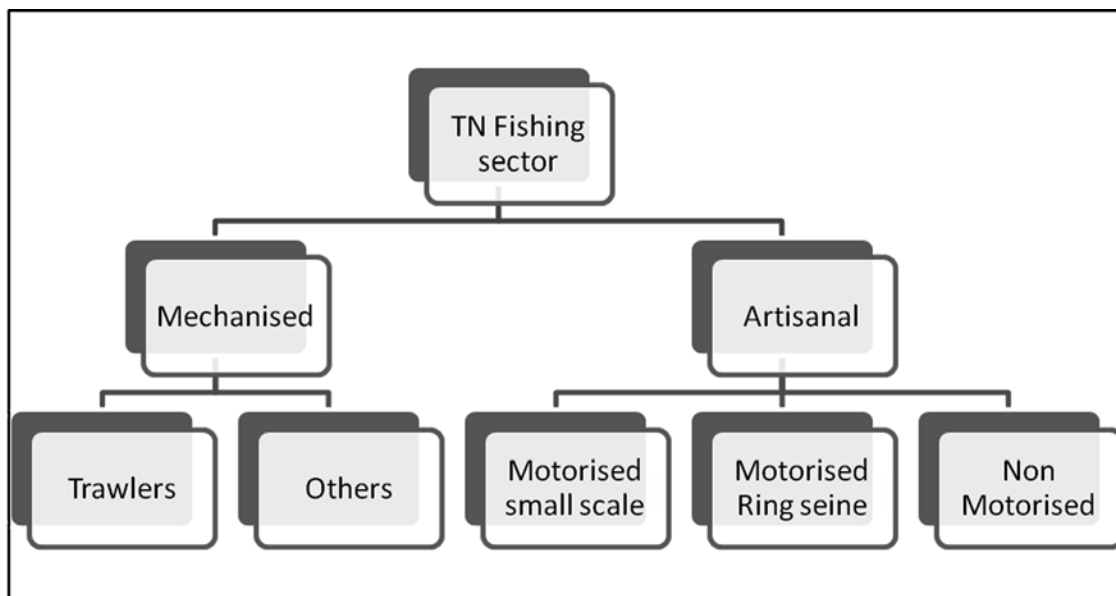 TN Fishing
sector
Mechanised
Artisanal
Trawlers
Others
Motorised
small scale
Motorised
Ring seine
Non
Motorised